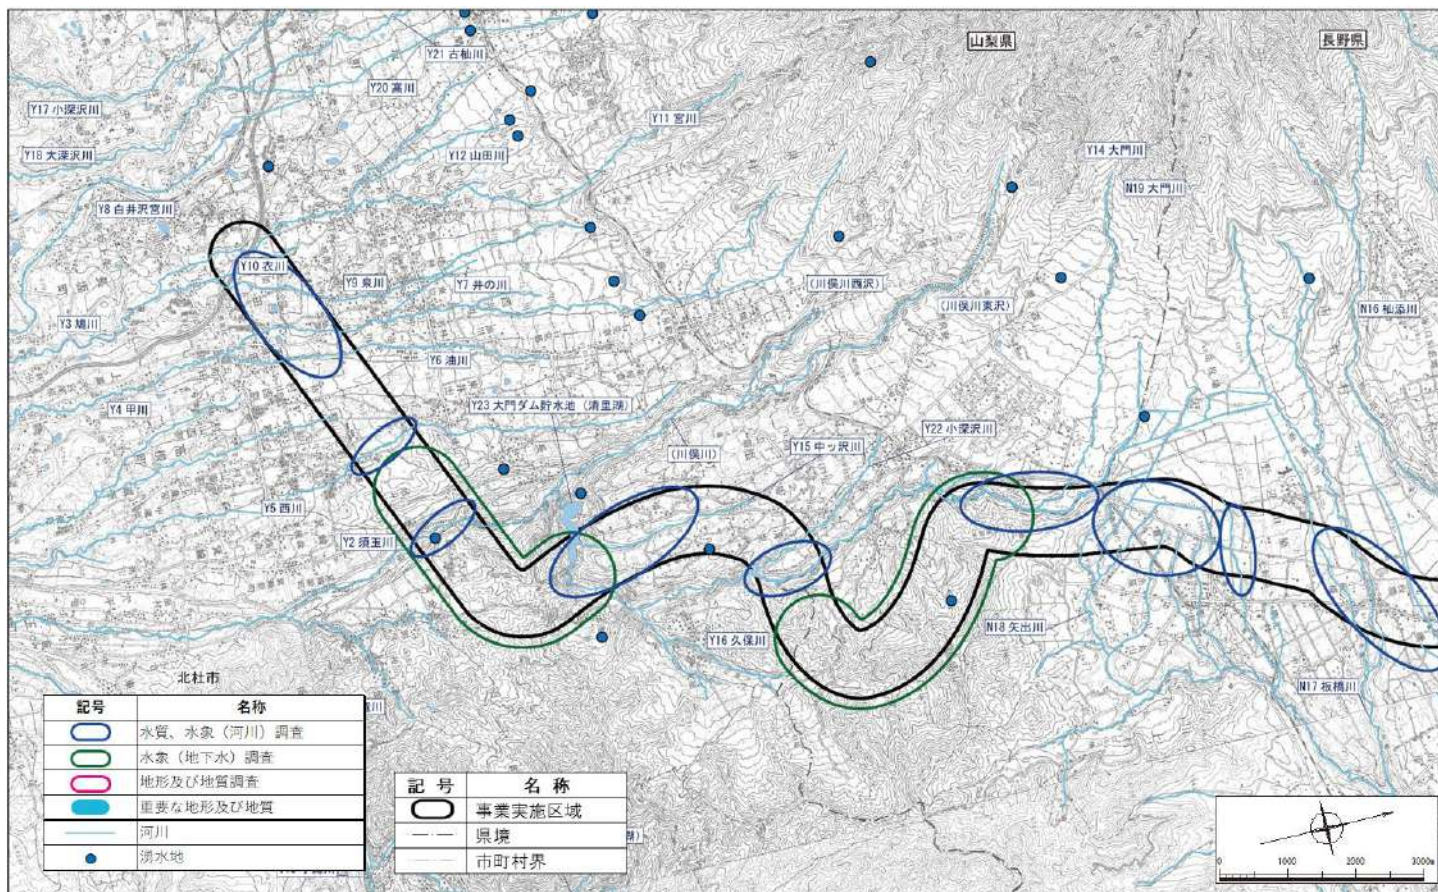 山梨県
長野県
Y21 古杣川
Y20 高川
Y17 小深沢川
Y11 宮川
Y18 大深沢川
Y12 山田川
Y14 大門川
N19 大門川
Y8 白井沢宮川
Y10 衣川
Y9 泉川
Y7 井の川
(川俣川西沢)
(川俣川東沢)
N16 杣添川
Y3 鳩川
Y6 油川
Y4 甲川
Y23 大門ダム貯水池（清里湖）
(川俣川)
Y15 中ッ沢川
Y22 小深沢川
Y5 西川
Y2 須玉川
Y16 久保川
N18 矢出川
N17 板橋川
北杜市
記号 名称
水質、水象（河川）調査
水象（地下水）調査
地形及び地質調査
重要な地形及び地質
河川
湧水地
記 号 名 称
事業実施区域
県境
市町村界
0 1000 2000 3000m